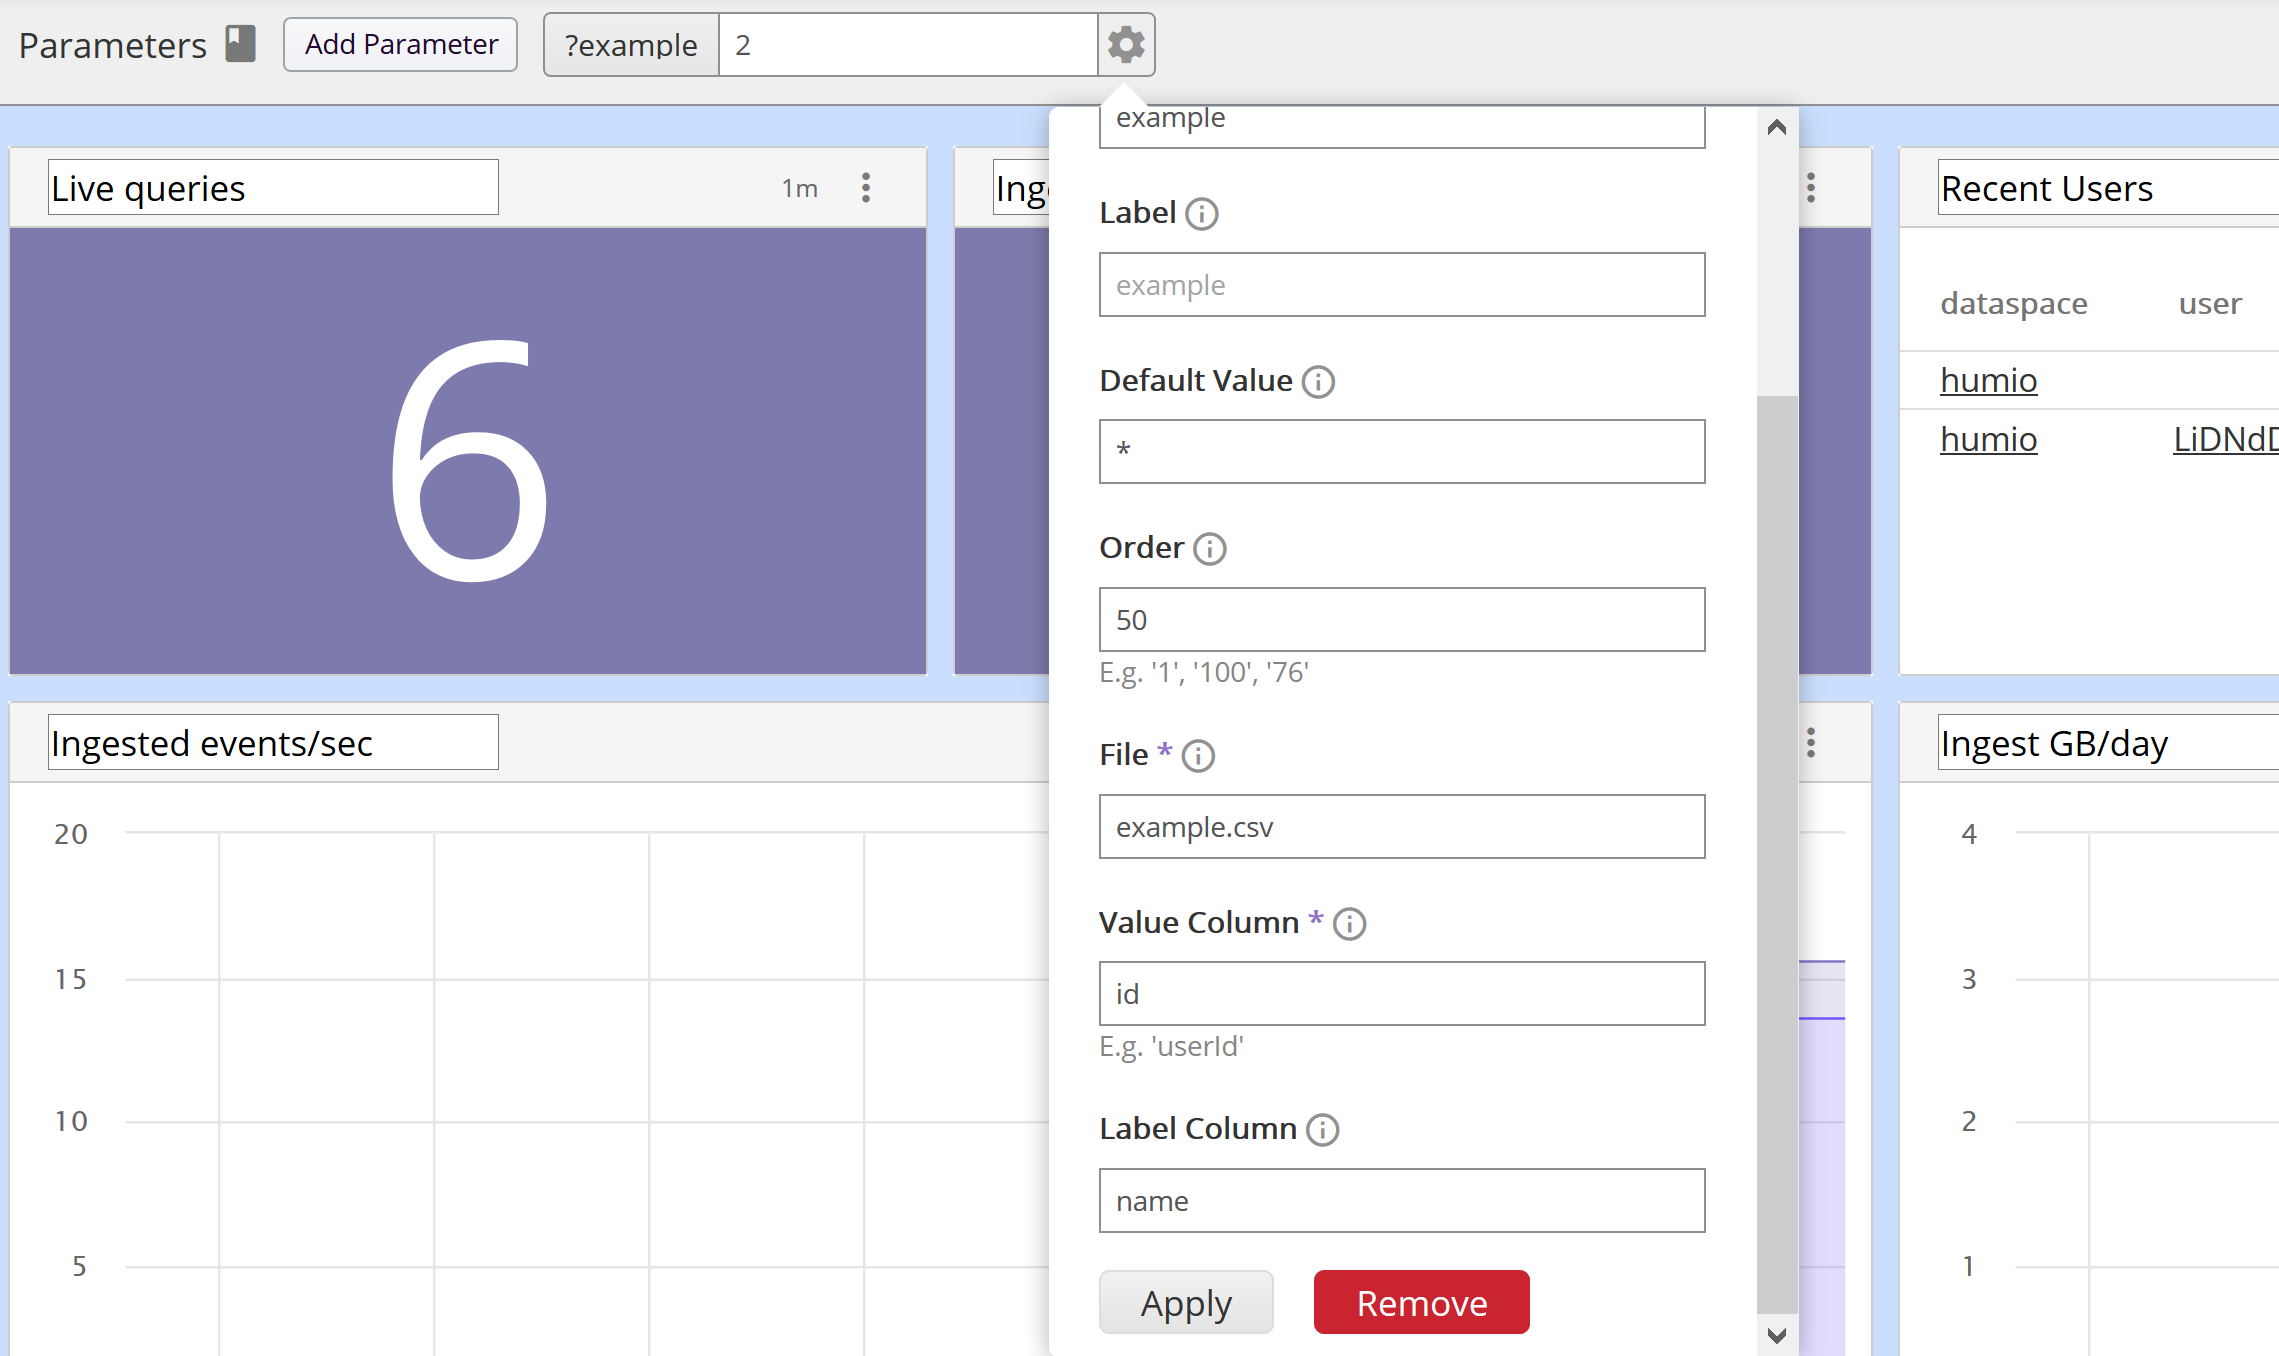 Parameters
Add Parameter
?example
2
example
Label
example
Default Value
*
Order
50
E.g. '1', '100', '76'
File *
example.csv
Value Column *
id
E.g. 'userId'
Label Column
name
Apply
Remove
Live queries
1m
6
Recent Users
dataspace user
humio
humio
Ingested events/sec
20
15
10
5
Ingest GB/day
4
3
2
1